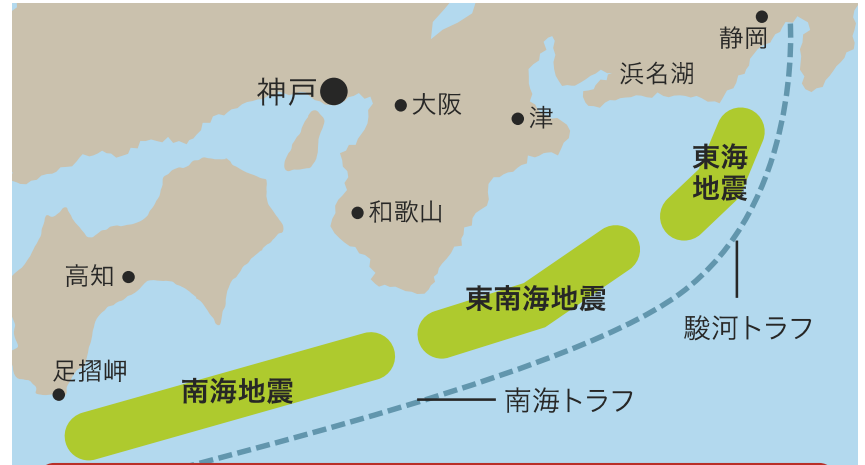 静岡
浜名湖
神戸
大阪
津
東海
地震
和歌山
高知
東南海地震
駿河トラフ
足摺岬
南海地震
南海トラフ